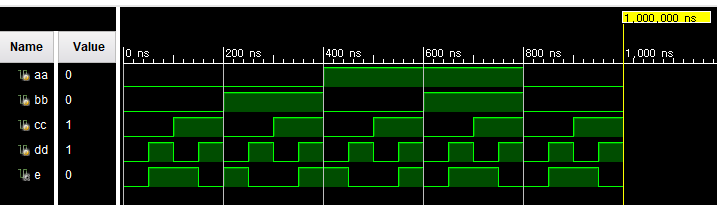 1,000,000 ns
Name Value
0 ns 200 ns 400 ns 600 ns 800 ns 1,000 ns
aa 0
bb 0
cc 1
dd 1
e 0